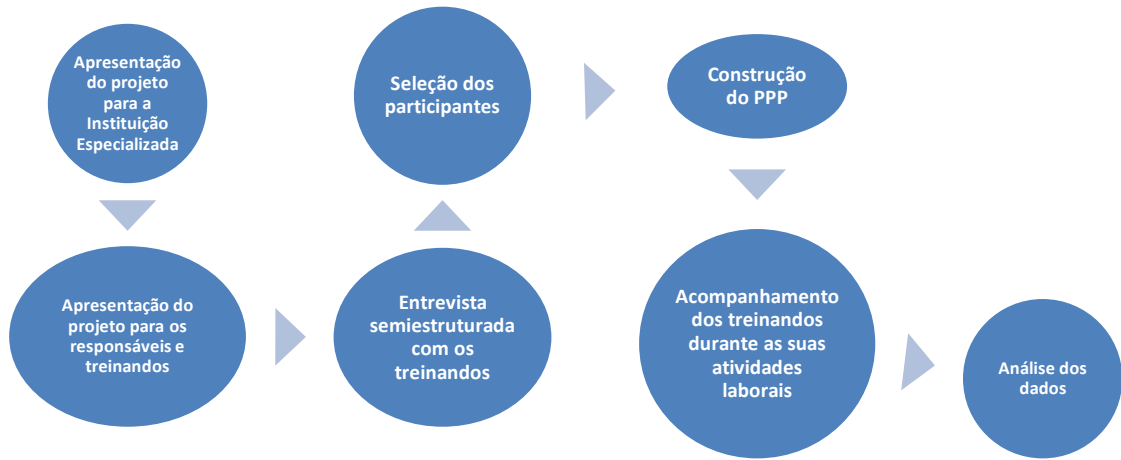 Apresentação
do projeto
para a
Instituição
Especializada
Apresentação do
projeto para os
responsáveis e
treinandos
Entrevista
semiestruturada
com os
treinandos
Seleção dos
participantes
Construção
do PPP
Acompanhamento
dos treinandos
durante as suas
atividades
laborais
Análise dos
dados